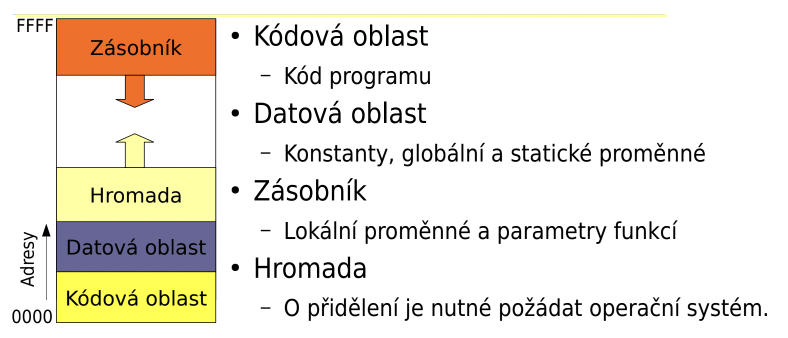 FFFF
Zásobník
Hromada
Datová oblast
Kódová oblast
Adresy
0000
• Kódová oblast
– Kód programu
• Datová oblast
– Konstanty, globální a statické proměnné
• Zásobník
– Lokální proměnné a parametry funkcí
• Hromada
– O přidělení je nutné požádat operační systém.